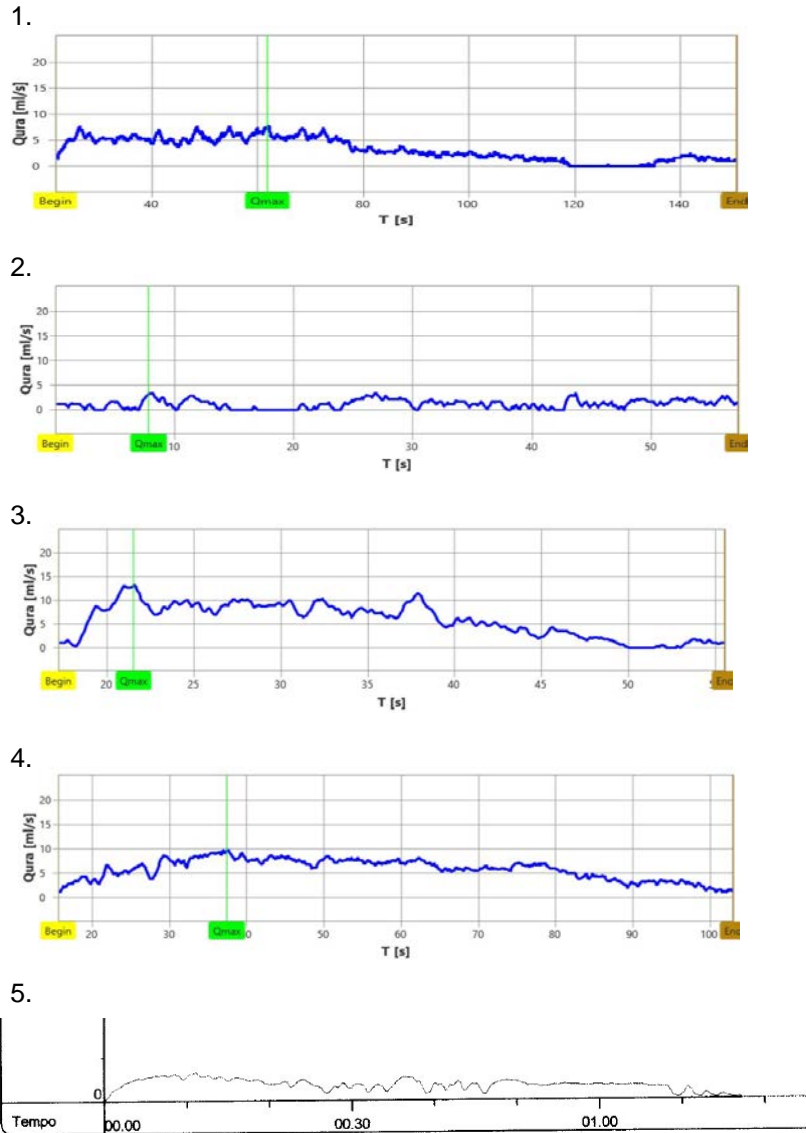 1.
20
15
10
5
0
Qura [ml/s]
Begin 40 Qmax 80 100 120 140 End
T [s]
2.
20
15
10
5
0
Qura [ml/s]
Begin Qmax 10 20 30 40 50 End
T [s]
3.
20
15
10
5
0
Qura [ml/s]
Begin 20 Qmax 25 30 35 40 45 50 End
T [s]
4.
20
15
10
5
0
Qura [ml/s]
Begin 20 30 Qmax 50 60 70 80 90 100 End
T [s]
5.
0
Tempo 00.00 00.30 01.00